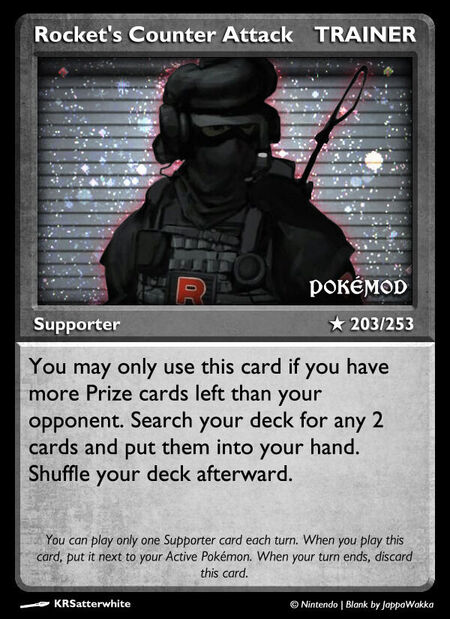 Rocket's Counter Attack TRAINER
R
POKÉMOD
Supporter ★ 203/253
You may only use this card if you have
more Prize cards left than your
opponent. Search your deck for any 2
cards and put them into your hand.
Shuffle your deck afterward.
You can play only one Supporter card each turn. When you play this
card, put it next to your Active Pokémon. When your turn ends, discard
this card.
KRSatterwhite © Nintendo | Blank by JappaWakka